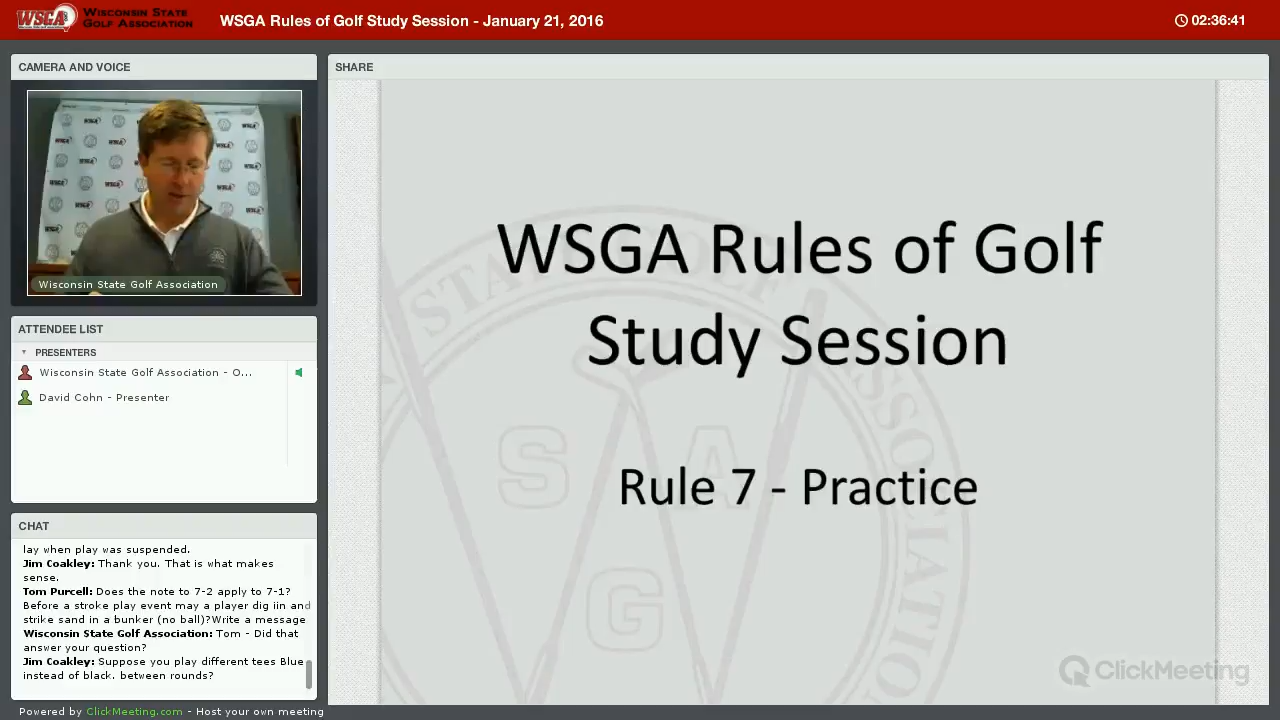 WSGA
WISCONSIN STATE
GOLF ASSOCIATION
WSGA Rules of Golf Study Session - January 21, 2016
02:36:41
CAMERA AND VOICE
Wisconsin State Golf Association
ATTENDEE LIST
PRESENTERS
Wisconsin State Golf Association - O...
David Cohn - Presenter
CHAT
lay when play was suspended.
Jim Coakley: Thank you. That is what makes
sense.
Tom Purcell: Does the note to 7-2 apply to 7-1?
Before a stroke play event may a player dig iin and
strike sand in a bunker (no ball)?Write a message
Wisconsin State Golf Association: Tom - Did that
answer your question?
Jim Coakley: Suppose you play different tees Blue
instead of black. between rounds?
Powered by ClickMeeting.com - Host your own meeting
SHARE
WSGA Rules of Golf
Study Session
Rule 7 - Practice
S A
G
ClickMeeting